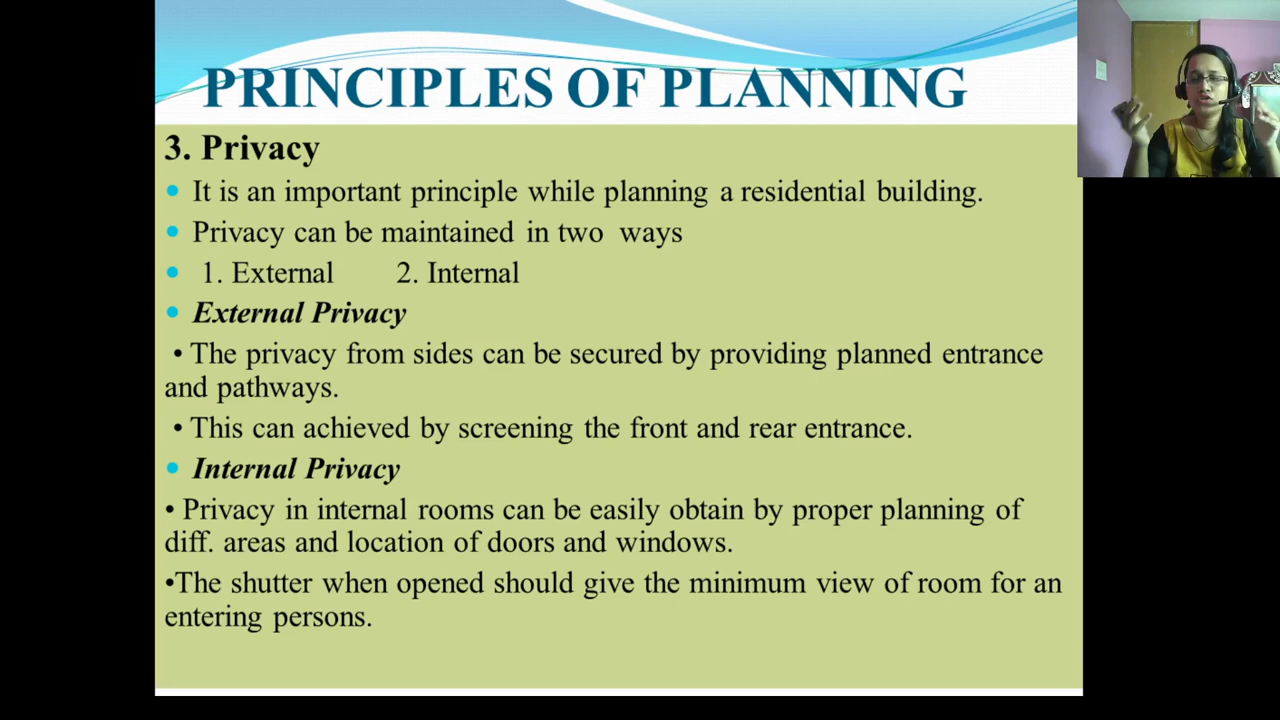 PRINCIPLES OF PLANNING
3. Privacy
• It is an important principle while planning a residential building.
• Privacy can be maintained in two ways
• 1. External 2. Internal
• External Privacy
• The privacy from sides can be secured by providing planned entrance
and pathways.
• This can achieved by screening the front and rear entrance.
• Internal Privacy
• Privacy in internal rooms can be easily obtain by proper planning of
diff. areas and location of doors and windows.
•The shutter when opened should give the minimum view of room for an
entering persons.